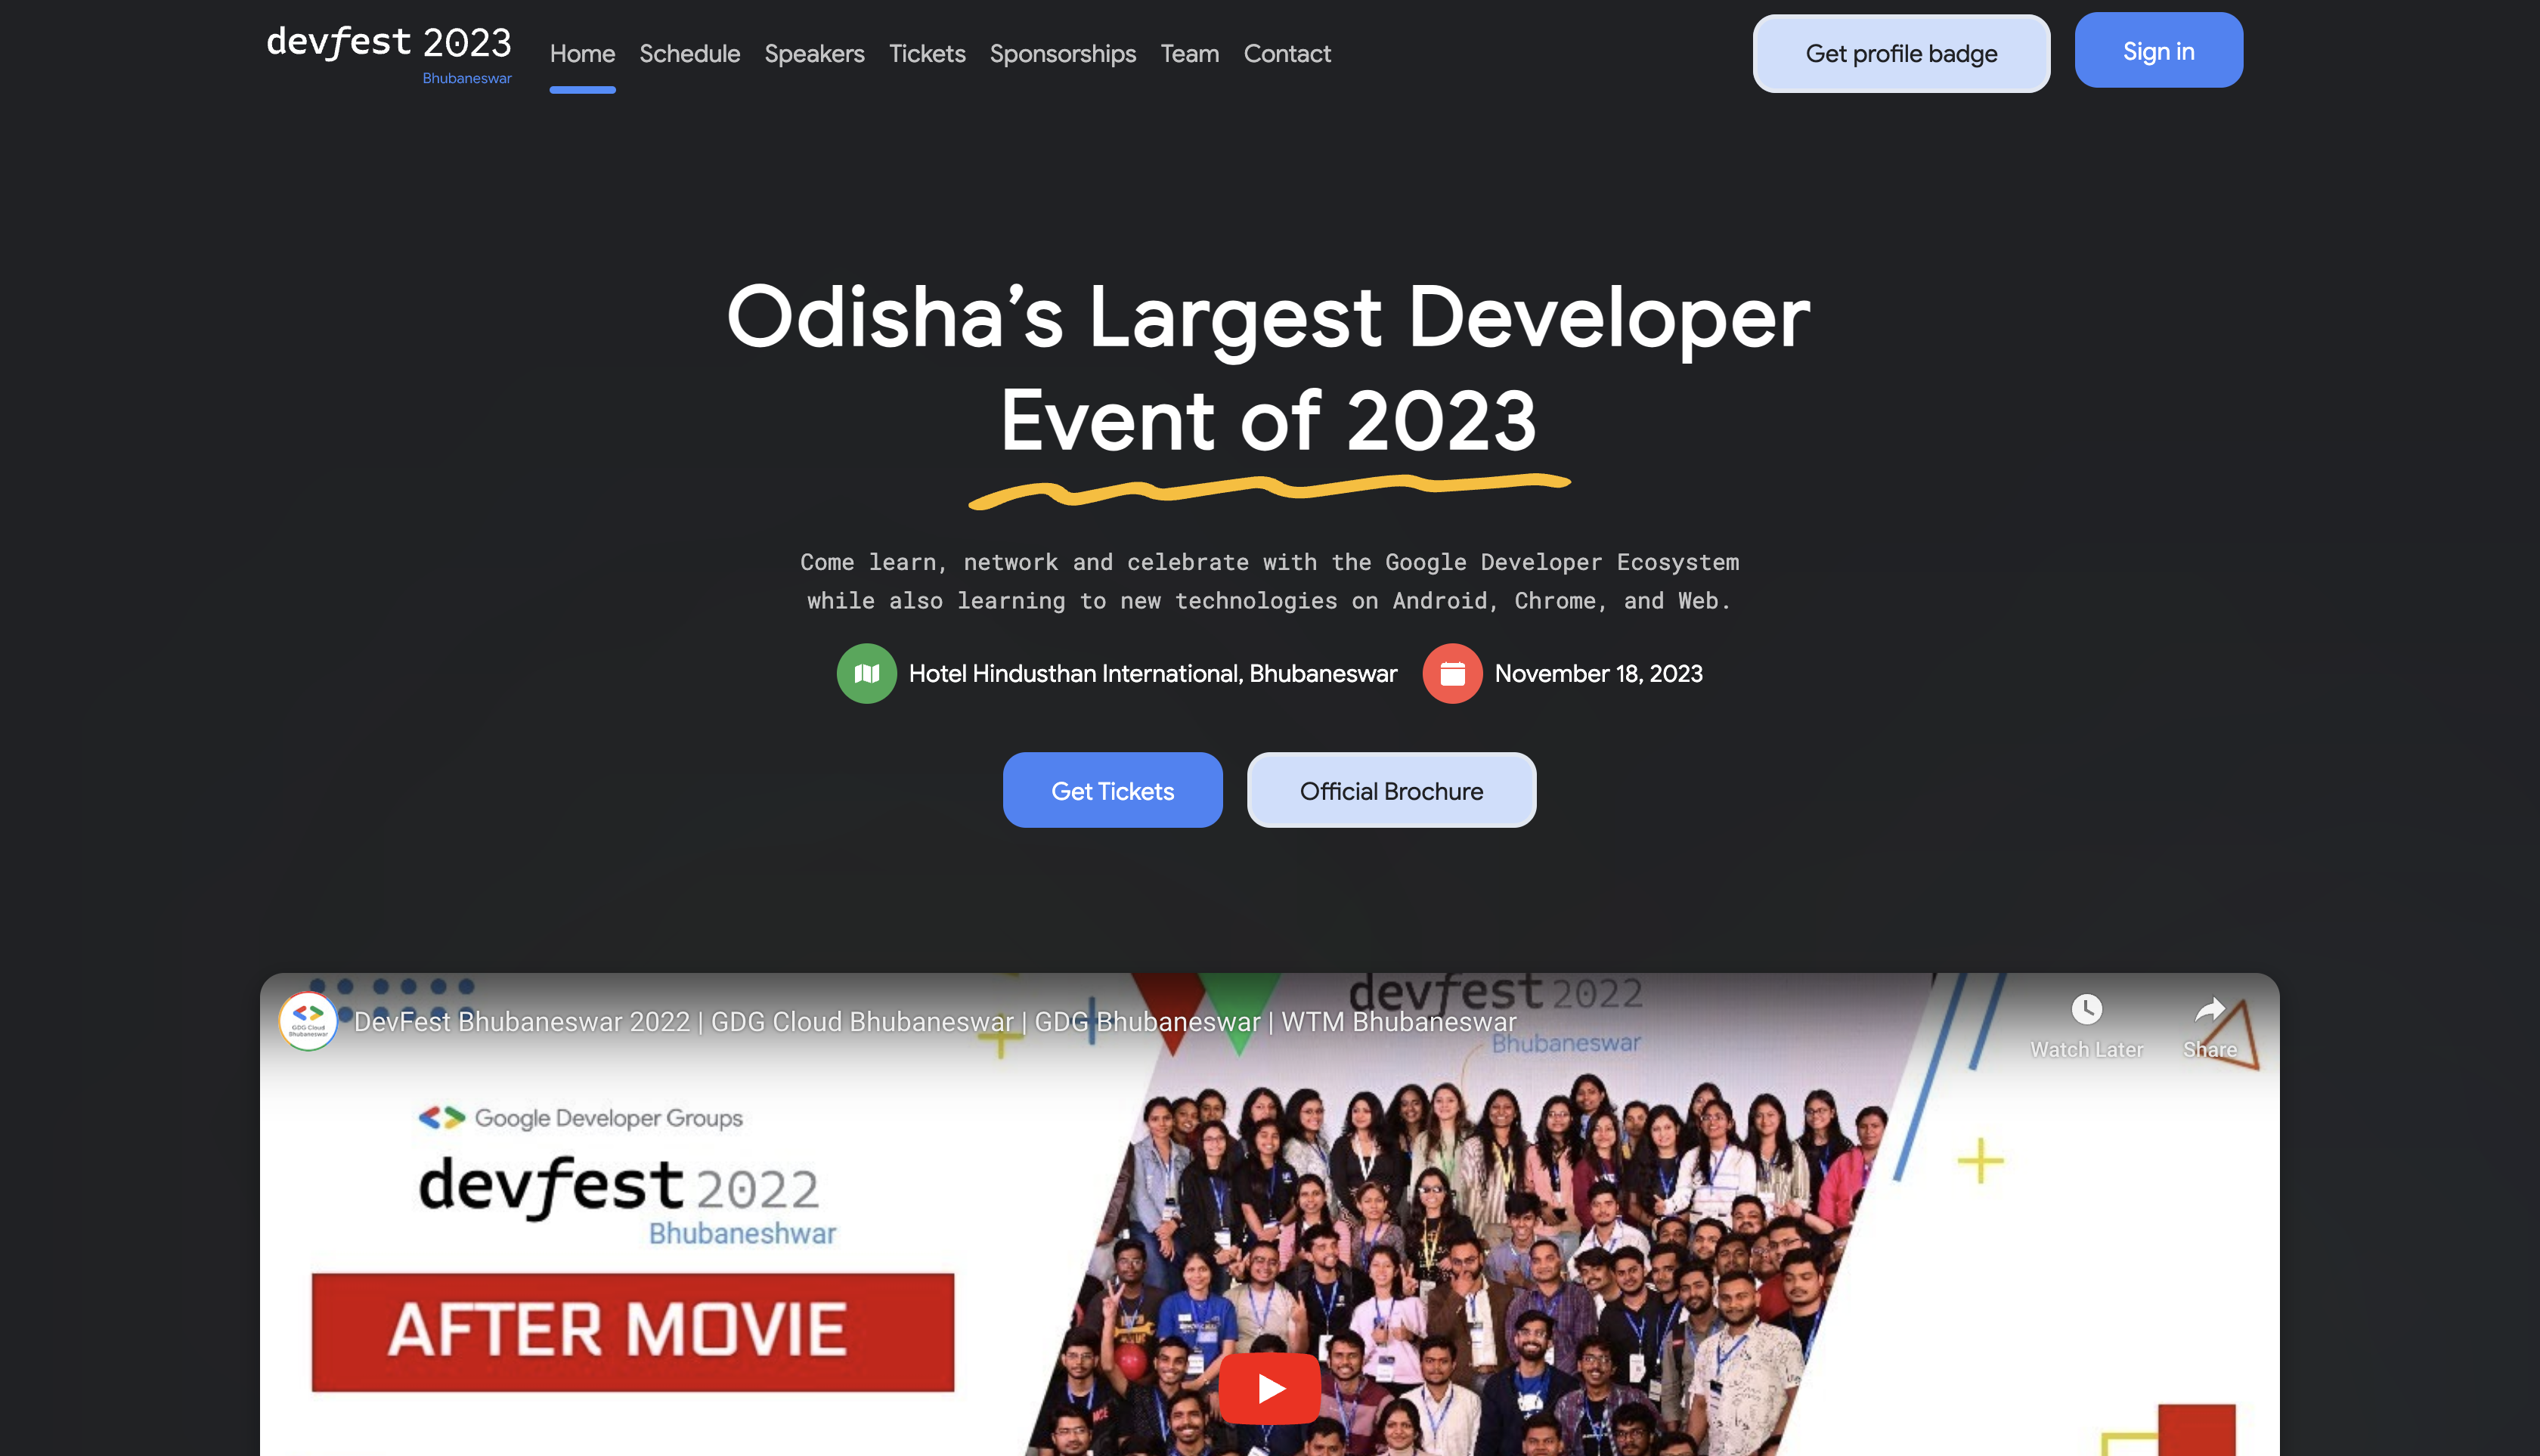 devfest 2023
Bhubaneswar
Home Schedule Speakers Tickets Sponsorships Team Contact
Get profile badge
Sign in
Odisha’s Largest Developer
Event of 2023
Come learn, network and celebrate with the Google Developer Ecosystem
while also learning to new technologies on Android, Chrome, and Web.
Hotel Hindusthan International, Bhubaneswar
November 18, 2023
Get Tickets
Official Brochure
devfest 2022
Bhubaneswar
GDG Cloud
Bhubaneswar
DevFest Bhubaneswar 2022 | GDG Cloud Bhubaneswar | GDG Bhubaneswar | WTM Bhubaneswar
Watch Later
Share
Google Developer Groups
devfest 2022
Bhubaneshwar
AFTER MOVIE